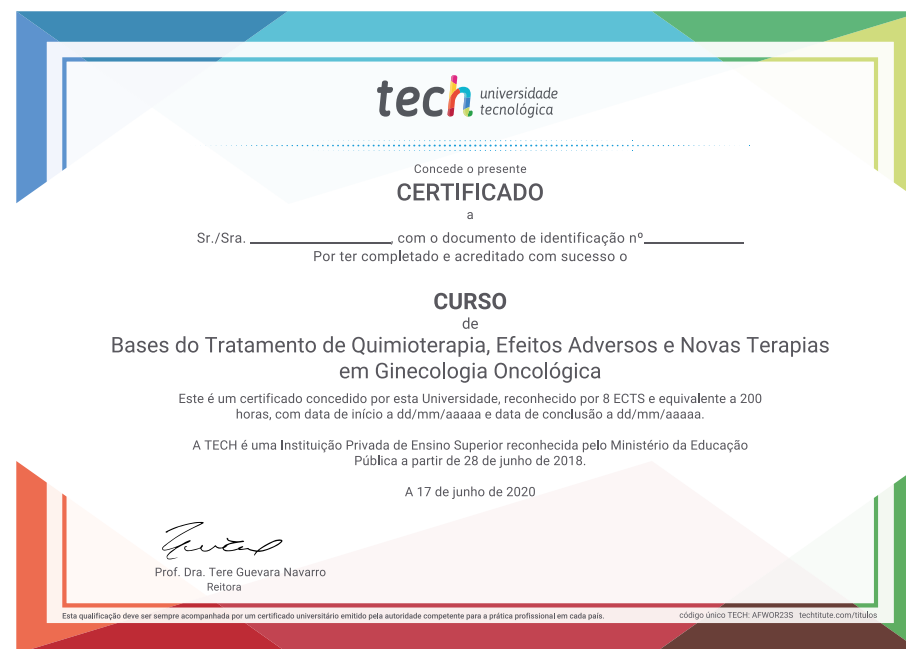 tech universidade
tecnológica
Concede o presente
CERTIFICADO
a
Sr./Sra. ____________________, com o documento de identificação nº______________
Por ter completado e acreditado com sucesso o
CURSO
de
Bases do Tratamento de Quimioterapia, Efeitos Adversos e Novas Terapias
em Ginecologia Oncológica
Este é um certificado concedido por esta Universidade, reconhecido por 8 ECTS e equivalente a 200
horas, com data de início a dd/mm/aaaaa e data de conclusão a dd/mm/aaaaa.
A TECH é uma Instituição Privada de Ensino Superior reconhecida pelo Ministério da Educação
Pública a partir de 28 de junho de 2018.
A 17 de junho de 2020
Prof. Dra. Tere Guevara Navarro
Reitora
Esta qualificação deve ser sempre acompanhada por um certificado universitário emitido pela autoridade competente para a prática profissional em cada país.
código único TECH: AFWOR23S techtitute.com/titulos